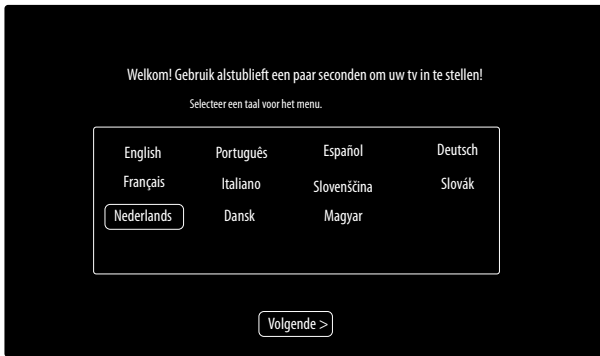 Welkom! Gebruik alstublieft een paar seconden om uw tv in te stellen!
Selecteer een taal voor het menu.
English Português Español Deutsch
Français Italiano Slovenščina Slovák
Nederlands Dansk Magyar
Volgende >